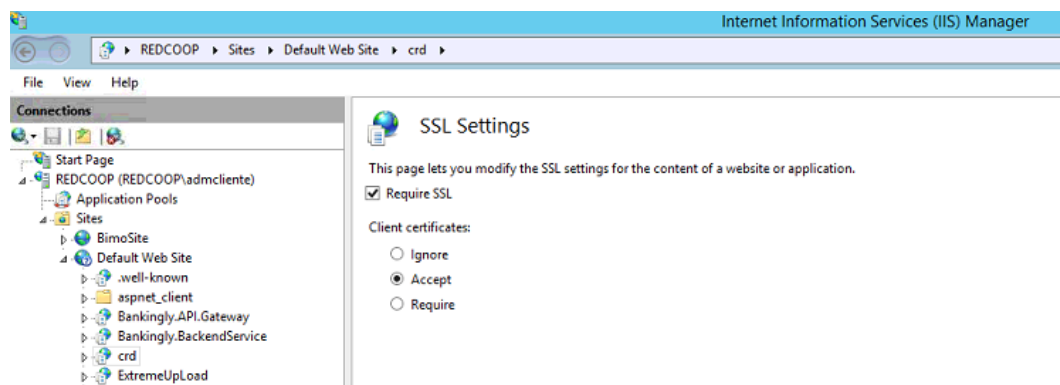 Internet Information Services (IIS) Manager
REDCOOP Sites Default Web Site crd
File View Help
Connections
Start Page
REDCOOP (REDCOOP\admcliente)
Application Pools
Sites
BimoSite
Default Web Site
.well-known
aspnet_client
Bankingly.API.Gateway
Bankingly.BackendService
crd
ExtremeUpLoad
SSL Settings
This page lets you modify the SSL settings for the content of a website or application.
Require SSL
Client certificates:
Ignore
Accept
Require